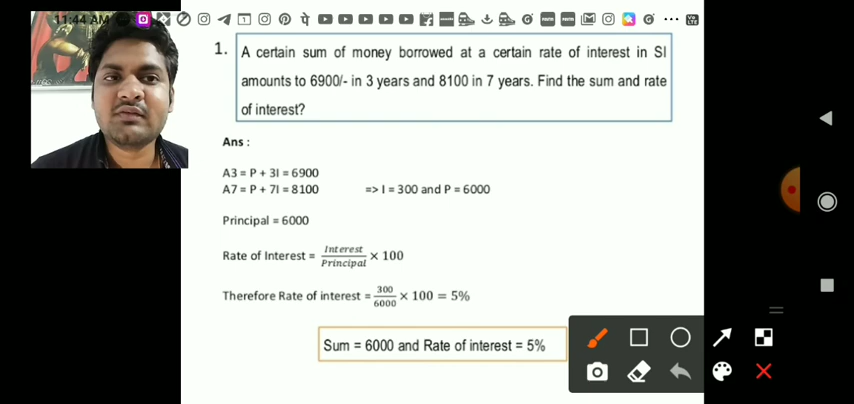 11:44 AM
1. A certain sum of money borrowed at a certain rate of interest in SI
amounts to 6900/- in 3 years and 8100 in 7 years. Find the sum and rate
of interest?
Ans :
A3 = P + 3I = 6900
A7 = P + 7I = 8100 => I = 300 and P = 6000
Principal = 6000
Rate of Interest = Interest/Principal × 100
Therefore Rate of interest = 300/6000 × 100 = 5%
Sum = 6000 and Rate of interest = 5%